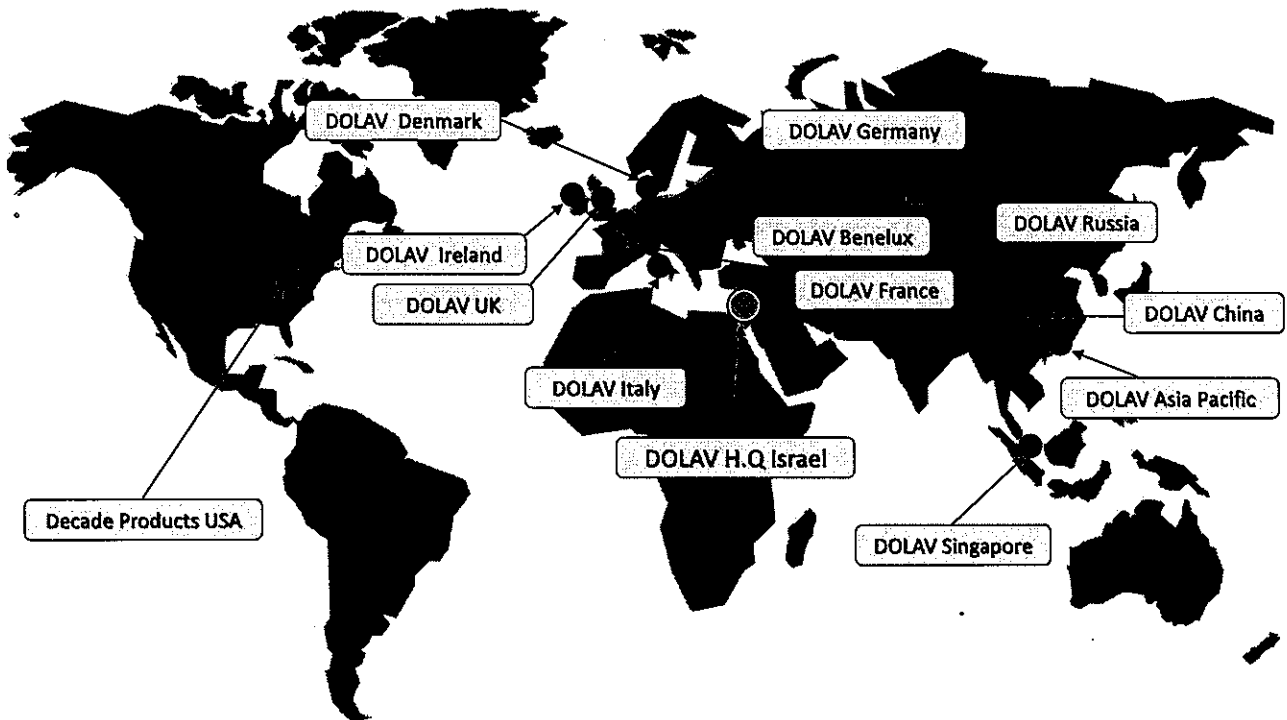 DOLAV Denmark
DOLAV Germany
DOLAV Russia
DOLAV Benelux
DOLAV Ireland
DOLAV France
DOLAV UK
DOLAV China
DOLAV Italy
DOLAV Asia Pacific
DOLAV H.Q Israel
Decade Products USA
DOLAV Singapore